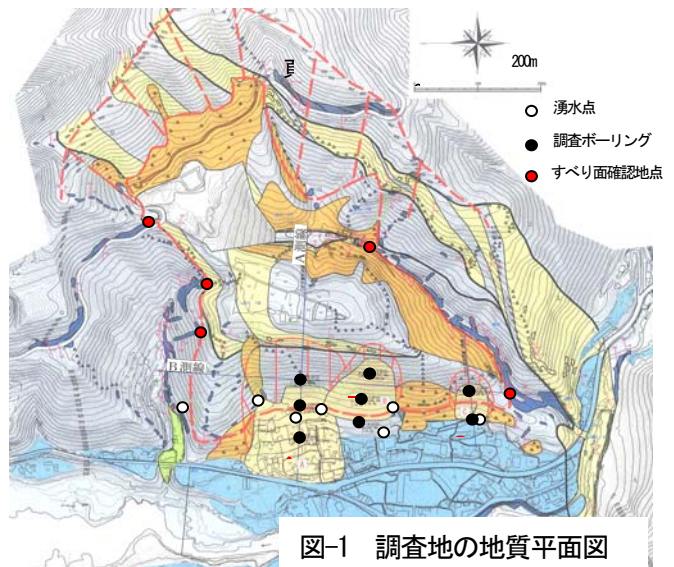 200m
湧水点
調査ボーリング
すべり面確認地点
A測線
B測線
A
図-1 調査地の地質平面図